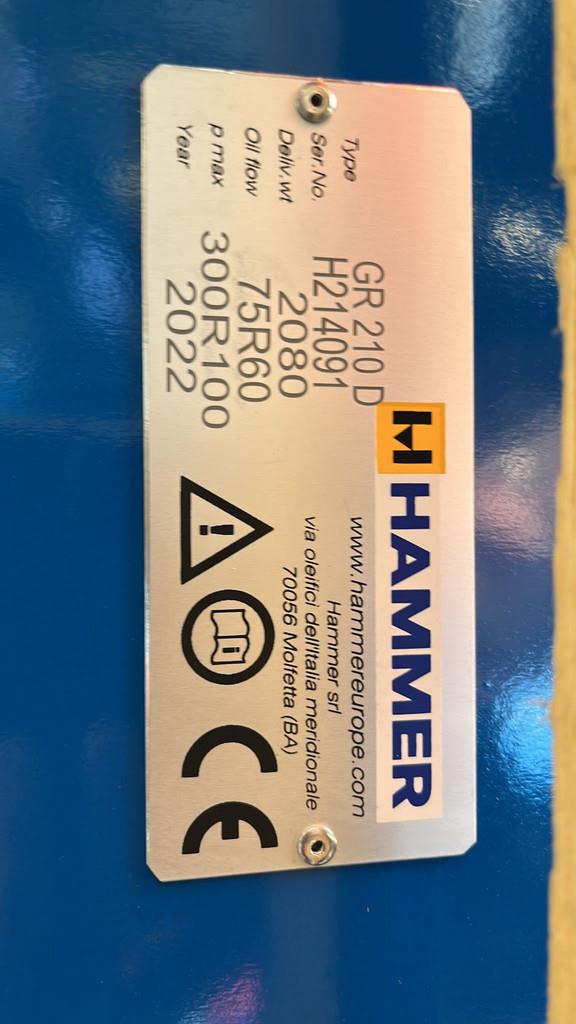 HAMMER
www.hammereurope.com
Hammer srl
via oleifici dell'Italia meridionale
70056 Molfetta (BA)
Type GR 210 D
Ser. No. H214091
Deliv. wt 2080
Oil flow 75R60
p max 300R100
Year 2022
CE